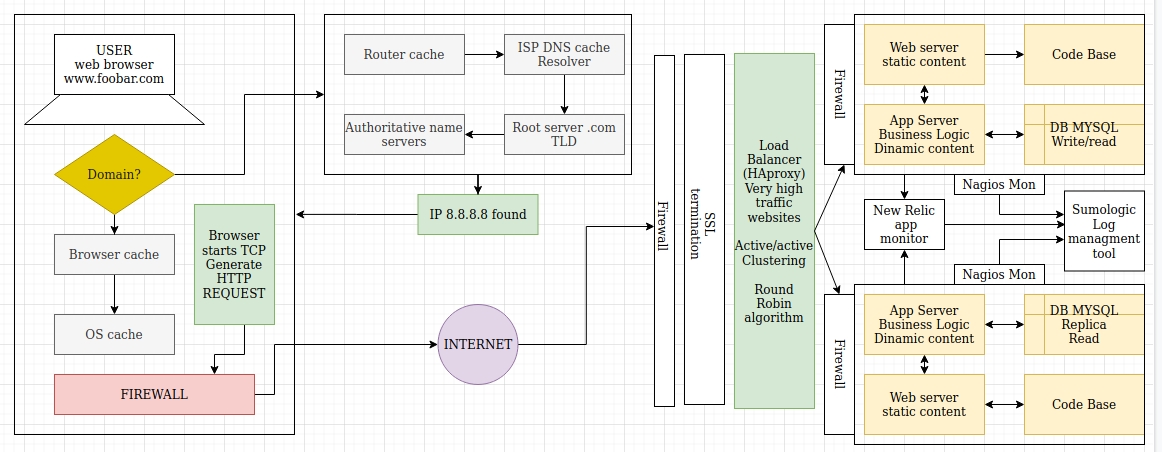 USER
web browser
www.foobar.com
Domain?
Browser cache
OS cache
Browser
starts TCP
Generate
HTTP
REQUEST
FIREWALL
Router cache
ISP DNS cache
Resolver
Authoritative name
servers
Root server .com
TLD
IP 8.8.8.8 found
INTERNET
Firewall
SSL
termination
Load
Balancer
(HAproxy)
Very high
traffic
websites
Active/active
Clustering
Round
Robin
algorithm
Firewall
Web server
static content
Code Base
App Server
Business Logic
Dinamic content
DB MYSQL
Write/read
Nagios Mon
New Relic
app
monitor
Sumologic
Log
managment
tool
Nagios Mon
Firewall
App Server
Business Logic
Dinamic content
DB MYSQL
Replica
Read
Web server
static content
Code Base